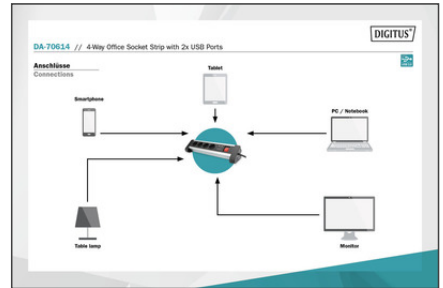 DIGITUS®
DA-70614 // 4-Way Office Socket Strip with 2x USB Ports
Anschlüsse
Connections
Tablet
Smartphone
PC / Notebook
Table lamp
Monitor